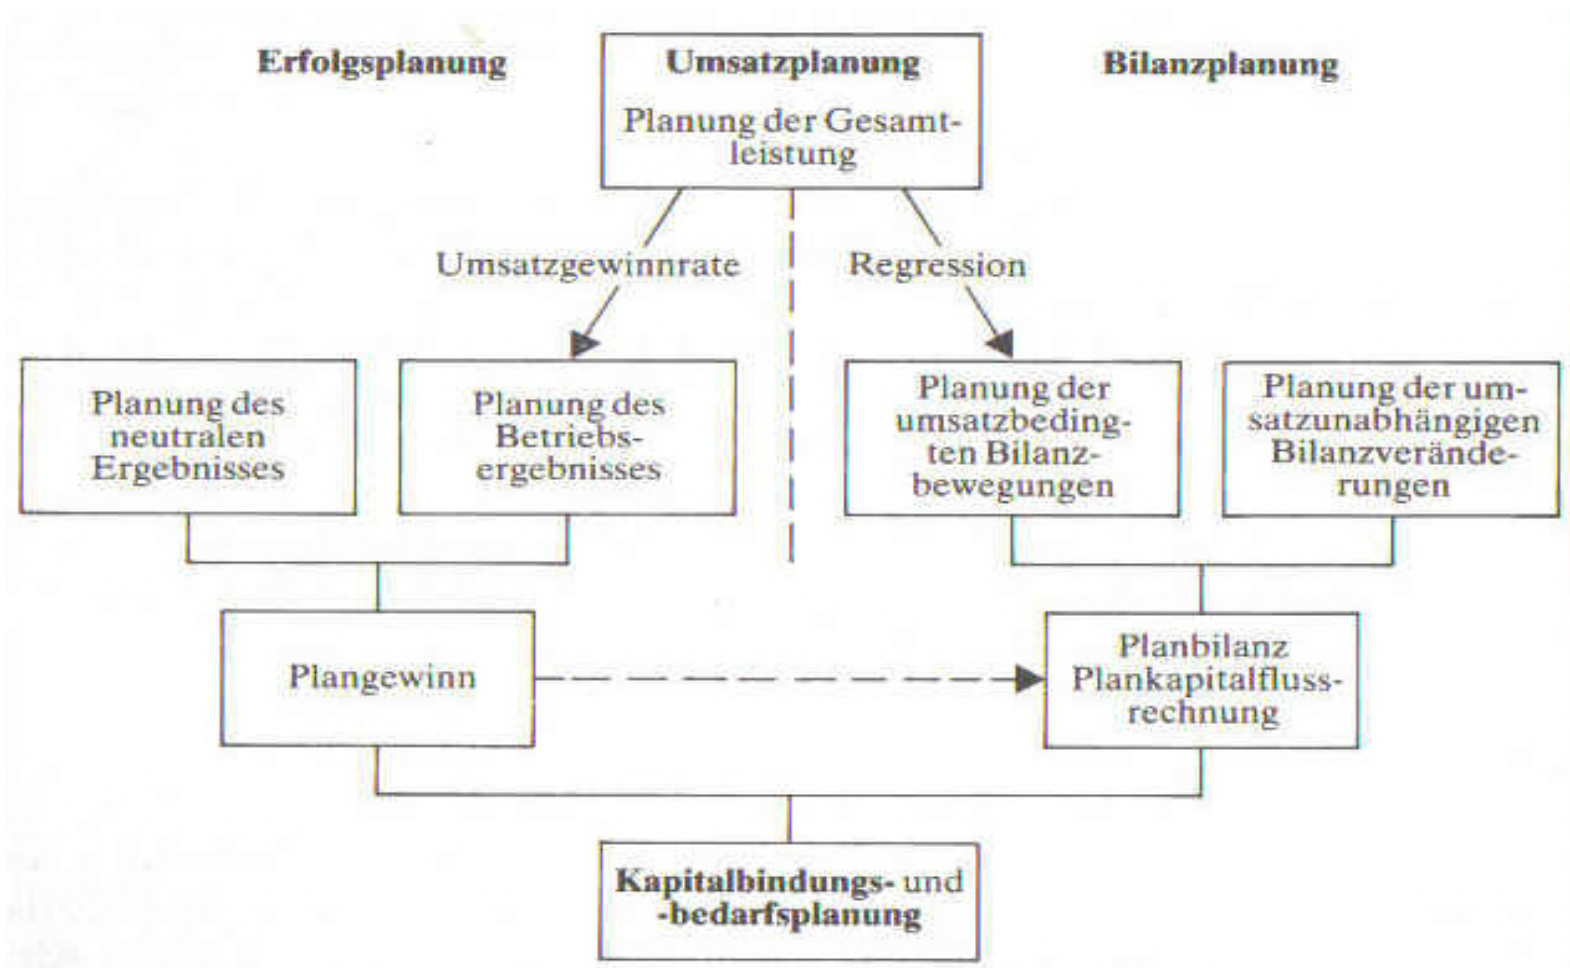 Erfolgsplanung
Umsatzplanung
Bilanzplanung
Planung der Gesamt-
leistung
Umsatzgewinnrate
Regression
Planung des
neutralen
Ergebnisses
Planung des
Betriebs-
ergebnisses
Planung der
umsatzbeding-
ten Bilanz-
bewegungen
Planung der um-
satzunabhängigen
Bilanzverände-
rungen
Plangewinn
Planbilanz
Plankapitalfluss-
rechnung
Kapitalbindungs- und
-bedarfsplanung